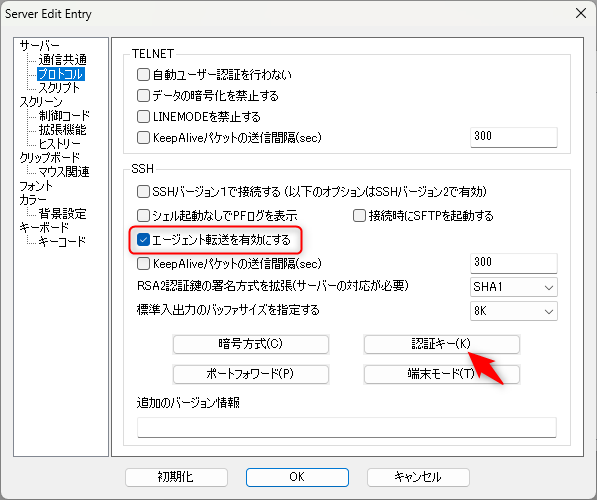 Server Edit Entry
サーバー
通信共通
プロトコル
スクリプト
スクリーン
制御コード
拡張機能
ヒストリー
クリップボード
マウス関連
フォント
カラー
背景設定
キーボード
キーコード
TELNET
自動ユーザー認証を行わない
データの暗号化を禁止する
LINEMODEを禁止する
KeepAliveパケットの送信間隔(sec) 300
SSH
SSHバージョン1で接続する (以下のオプションはSSHバージョン2で有効)
シェル起動なしでPFログを表示 接続時にSFTPを起動する
エージェント転送を有効にする
KeepAliveパケットの送信間隔(sec) 300
RSA2認証鍵の署名方式を拡張(サーバーの対応が必要) SHA1
標準入出力のバッファサイズを指定する 8K
暗号方式(C) 認証キー(K)
ポートフォワード(P) 端末モード(T)
追加のバージョン情報
初期化 OK キャンセル